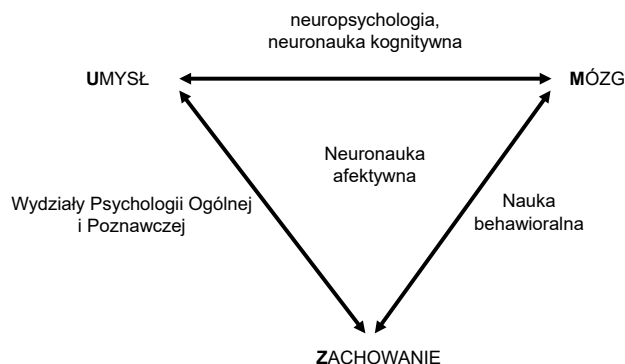 neuropsychologia,
neuronauka kognitywna
UMYSŁ
MÓZG
Neuronauka
afektywna
Wydziały Psychologii Ogólnej
i Poznawczej
Nauka
behawioralna
ZACHOWANIE